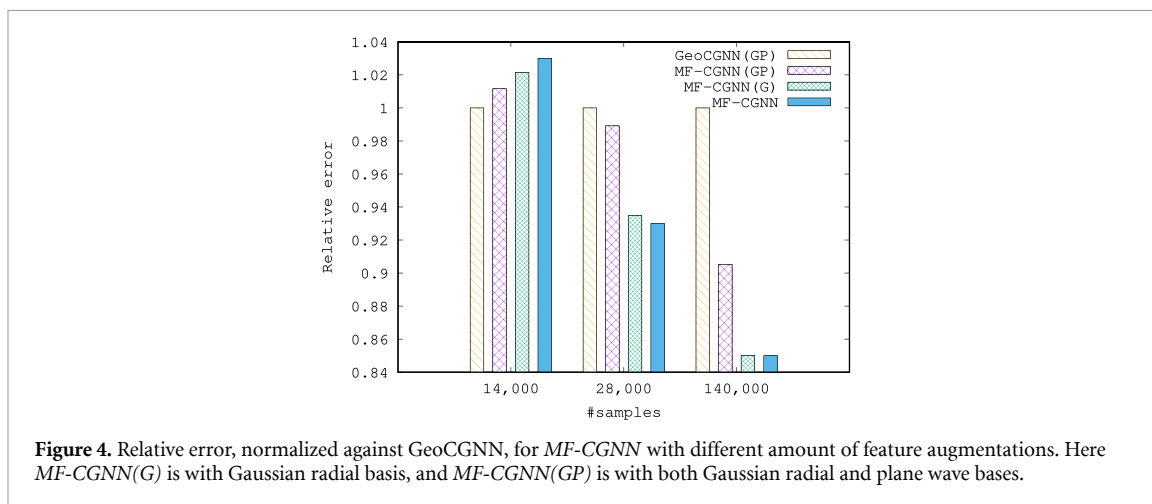 1.04
1.02
1
0.98
0.96
0.94
0.92
0.9
0.88
0.86
0.84
Relative error
GeoCGNN(GP)
MF-CGNN(GP)
MF-CGNN(G)
MF-CGNN
14,000 28,000 140,000
#samples
Figure 4. Relative error, normalized against GeoCGNN, for MF-CGNN with different amount of feature augmentations. Here
MF-CGNN(G) is with Gaussian radial basis, and MF-CGNN(GP) is with both Gaussian radial and plane wave bases.